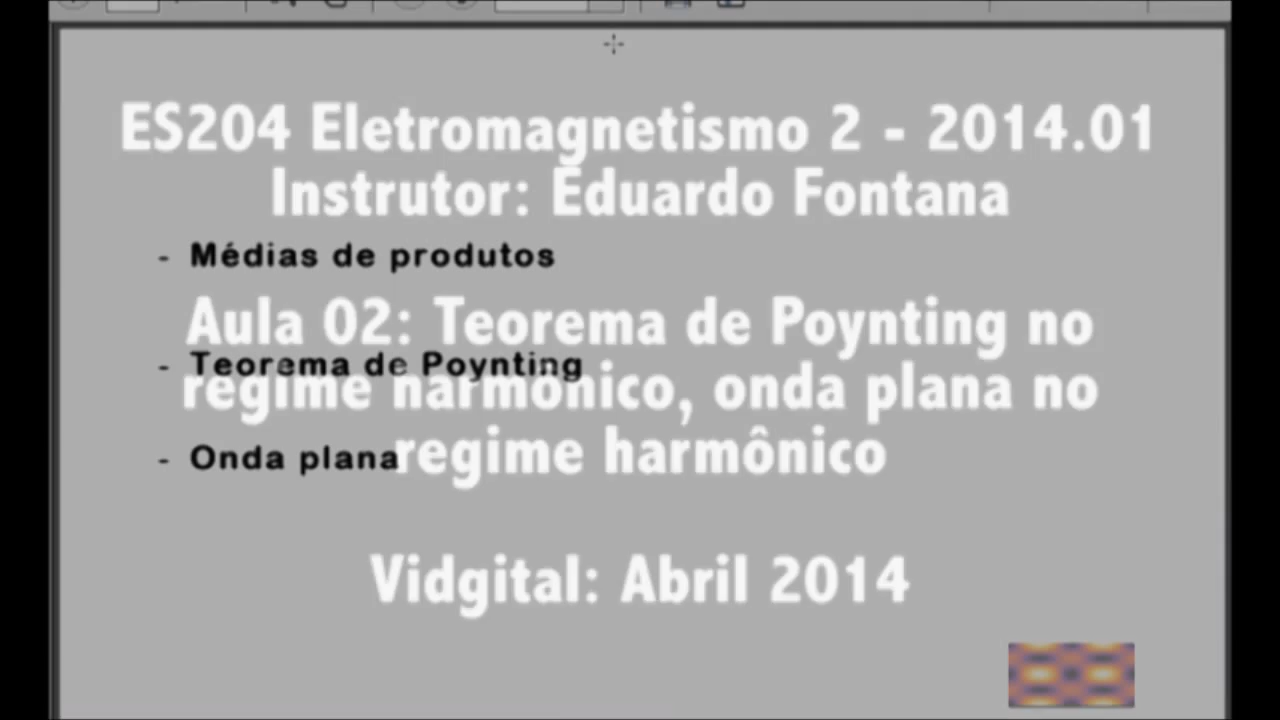 ES204 Eletromagnetismo 2 - 2014.01
Instrutor: Eduardo Fontana
- Médias de produtos
Aula 02: Teorema de Poynting no
- Teorema de Poynting
regime harmônico, onda plana no
- Onda plana
regime harmônico
Vidgital: Abril 2014